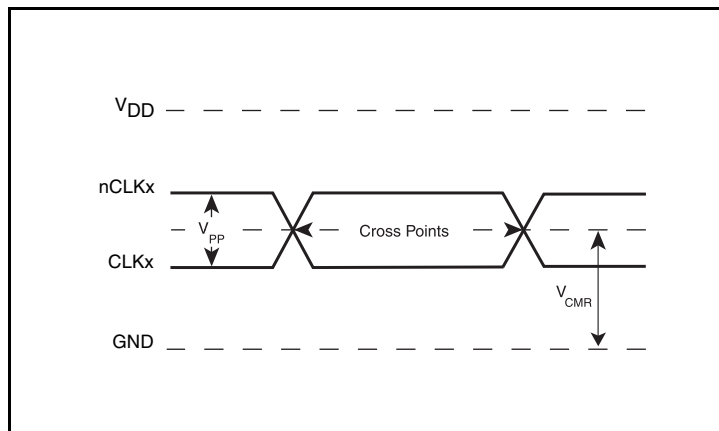 VDD
nCLKx
VPP
Cross Points
CLKx
VCMR
GND